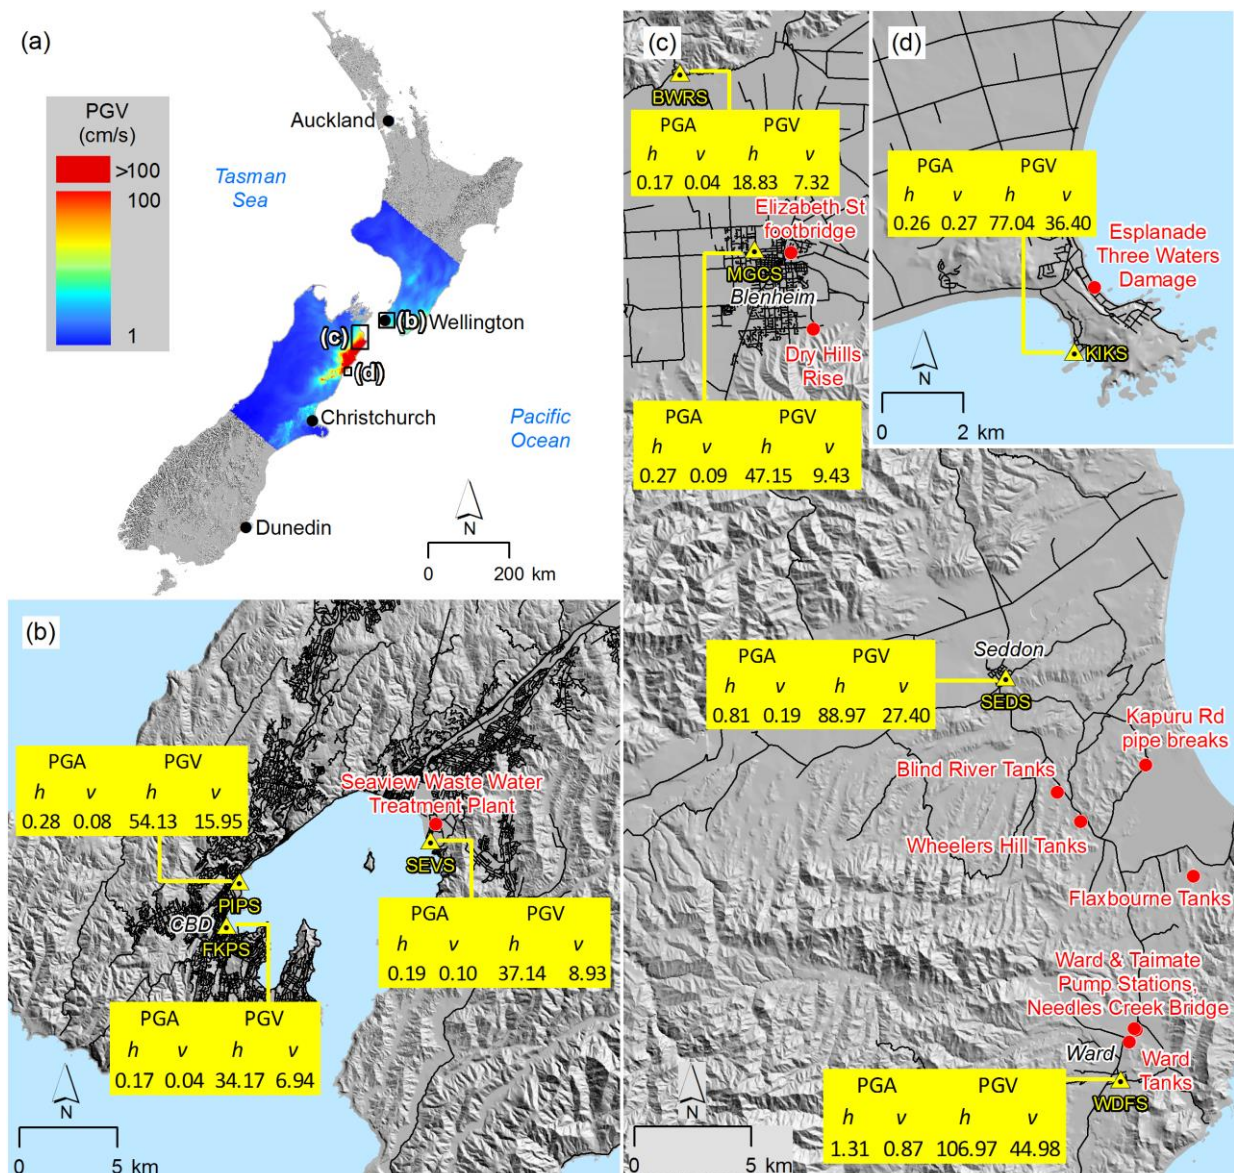 (a)
PGV
(cm/s)
>100
100
1
Auckland
Tasman
Sea
(b)
Wellington
(c)
(d)
Christchurch
Pacific
Ocean
Dunedin
N
0 200 km
(b)
PGA PGV
h v h v
0.28 0.08 54.13 15.95
Seaview Waste Water
Treatment Plant
SEVS
PIPS
CBD
FKPS
PGA PGV
h v h v
0.19 0.10 37.14 8.93
PGA PGV
h v h v
0.17 0.04 34.17 6.94
N
0 5 km
(c)
BWRS
PGA PGV
h v h v
0.17 0.04 18.83 7.32
Elizabeth St
footbridge
MGCS
Blenheim
Dry Hills
Rise
PGA PGV
h v h v
0.27 0.09 47.15 9.43
Seddon
PGA PGV
h v h v
0.81 0.19 88.97 27.40
SEDS
Kapuru Rd
pipe breaks
Blind River Tanks
Wheelers Hill Tanks
Flaxbourne Tanks
Ward & Taimate
Pump Stations,
Needles Creek Bridge
Ward
Ward
Tanks
WDFS
PGA PGV
h v h v
1.31 0.87 106.97 44.98
N
0 5 km
(d)
PGA PGV
h v h v
0.26 0.27 77.04 36.40
Esplanade
Three Waters
Damage
KIKS
N
0 2 km